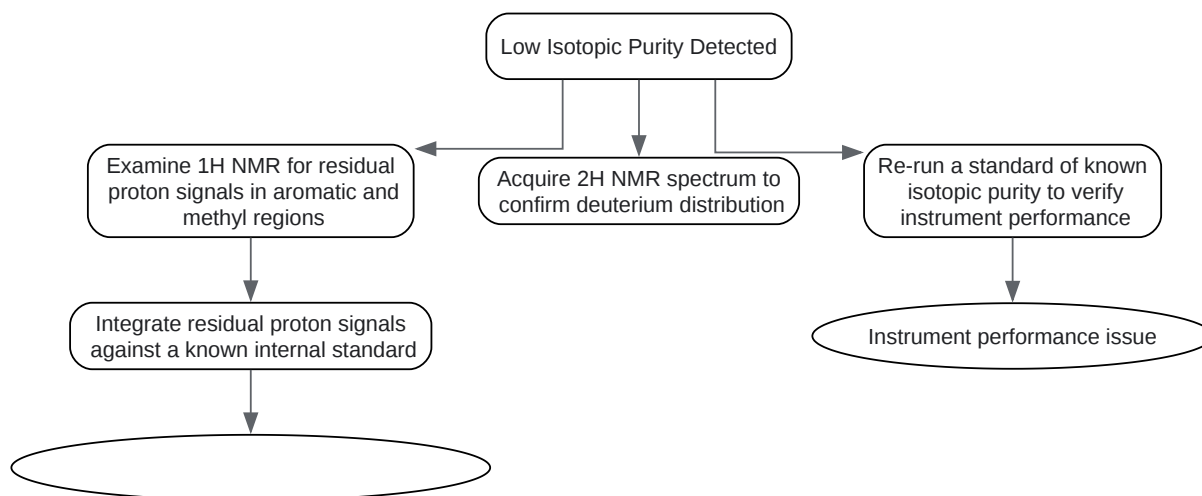 Low Isotopic Purity Detected
Examine 1H NMR for residual
proton signals in aromatic and
methyl regions
Acquire 2H NMR spectrum to
confirm deuterium distribution
Re-run a standard of known
isotopic purity to verify
instrument performance
Integrate residual proton signals
against a known internal standard
Instrument performance issue